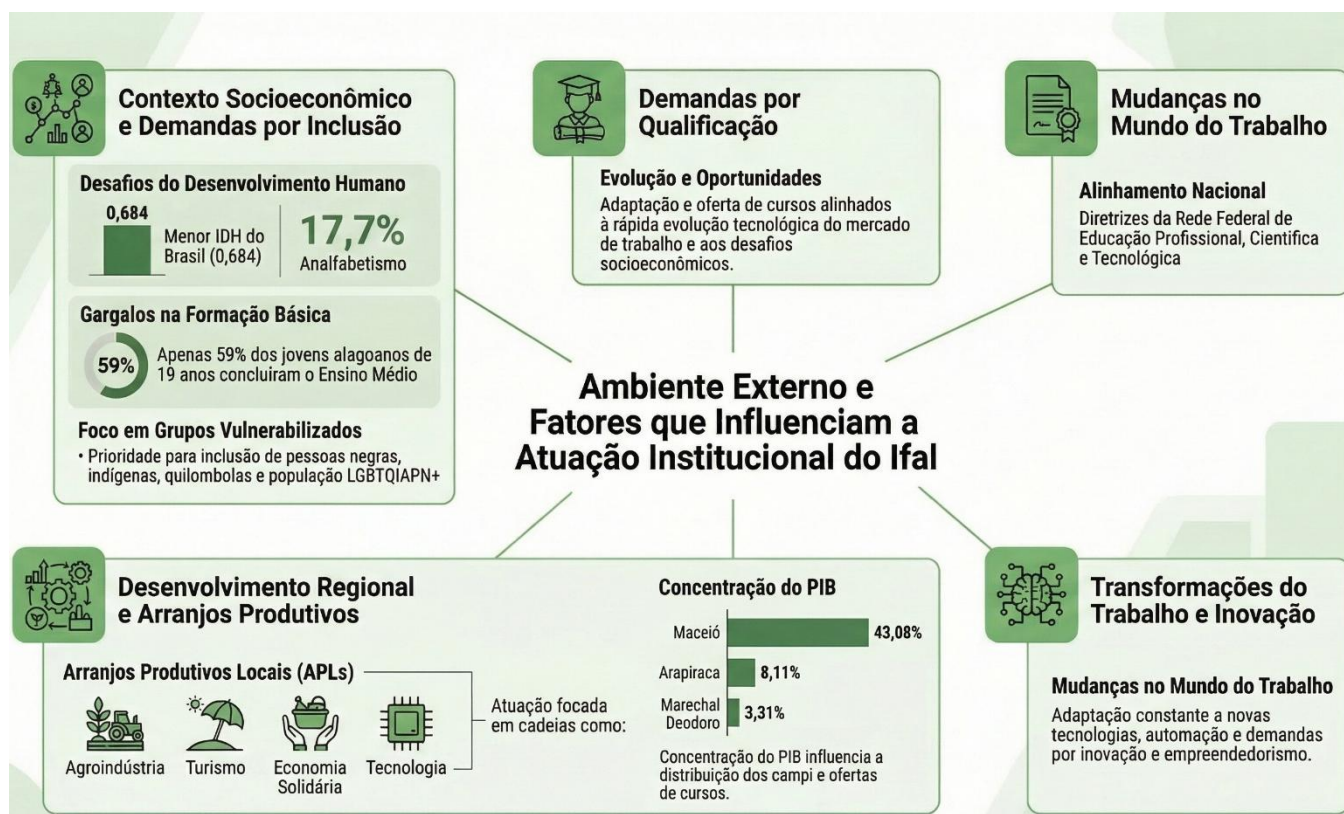 Contexto Socioeconômico
e Demandas por Inclusão
Desafios do Desenvolvimento Humano
0,684
Menor IDH do
Brasil (0,684)
17,7%
Analfabetismo
Gargalos na Formação Básica
59%
Apenas 59% dos jovens alagoanos de
19 anos concluiram o Ensino Médio
Foco em Grupos Vulnerabilizados
• Prioridade para inclusão de pessoas negras,
indígenas, quilombolas e população LGBTQIAPN+
Demandas por
Qualificação
Evolução e Oportunidades
Adaptação e oferta de cursos alinhados
à rápida evolução tecnológica do mercado
de trabalho e aos desafios
socioeconômicos.
Mudanças no
Mundo do Trabalho
Alinhamento Nacional
Diretrizes da Rede Federal de
Educação Profissional, Cientifica
e Tecnológica
Ambiente Externo e
Fatores que Influenciam a
Atuação Institucional do Ifal
Desenvolvimento Regional
e Arranjos Produtivos
Arranjos Produtivos Locais (APLs)
Agroindústria
Turismo
Economia
Solidária
Tecnologia
Atuação focada
em cadeias como:
Concentração do PIB
Maceió
43,08%
Arapiraca
8,11%
Marechal
Deodoro
3,31%
Concentração do PIB influencia a
distribuição dos campi e ofertas
de cursos.
Transformações do
Trabalho e Inovação
Mudanças no Mundo do Trabalho
Adaptação constante a novas
tecnologias, automação e demandas
por inovação e empreendedorismo.